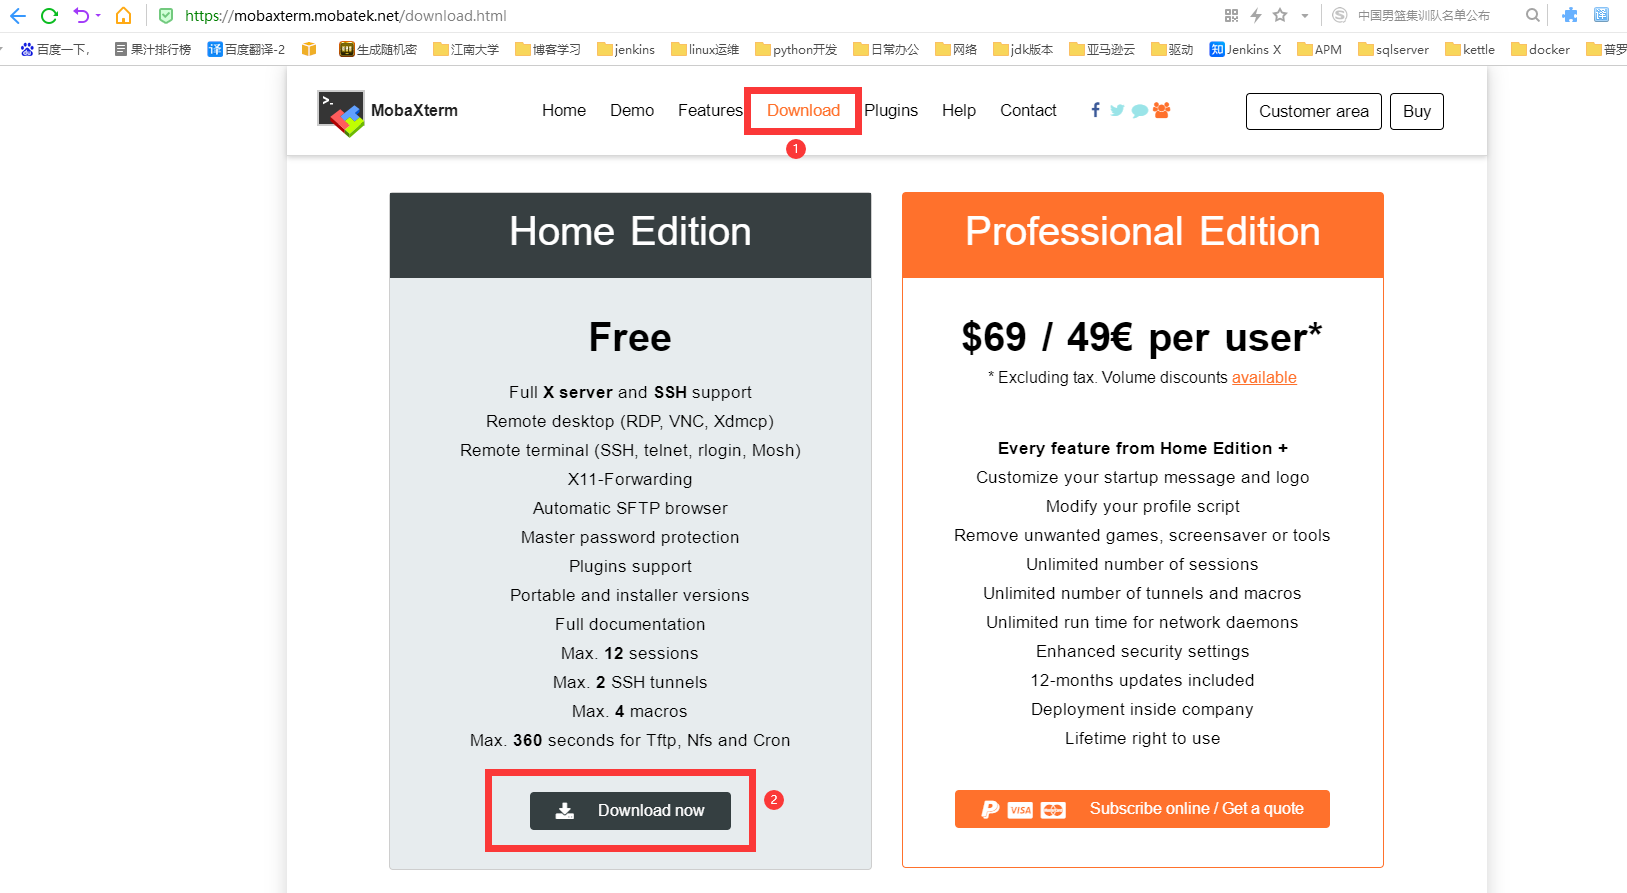 https://mobaxterm.mobatek.net/download.html
中国男篮集训队名单公布
百度一下,
果汁排行榜
译 百度翻译-2
生成随机密
江南大学
博客学习
jenkins
linux运维
python开发
日常办公
网络
jdk版本
亚马逊云
驱动
知 Jenkins X
APM
sqlserver
kettle
docker
普罗
MobaXterm
Home
Demo
Features
Download
Plugins
Help
Contact
Customer area
Buy
1
Home Edition
Free
Full X server and SSH support
Remote desktop (RDP, VNC, Xdmcp)
Remote terminal (SSH, telnet, rlogin, Mosh)
X11-Forwarding
Automatic SFTP browser
Master password protection
Plugins support
Portable and installer versions
Full documentation
Max. 12 sessions
Max. 2 SSH tunnels
Max. 4 macros
Max. 360 seconds for Tftp, Nfs and Cron
Download now
2
Professional Edition
$69 / 49€ per user*
* Excluding tax. Volume discounts available
Every feature from Home Edition +
Customize your startup message and logo
Modify your profile script
Remove unwanted games, screensaver or tools
Unlimited number of sessions
Unlimited number of tunnels and macros
Unlimited run time for network daemons
Enhanced security settings
12-months updates included
Deployment inside company
Lifetime right to use
VISA
Subscribe online / Get a quote